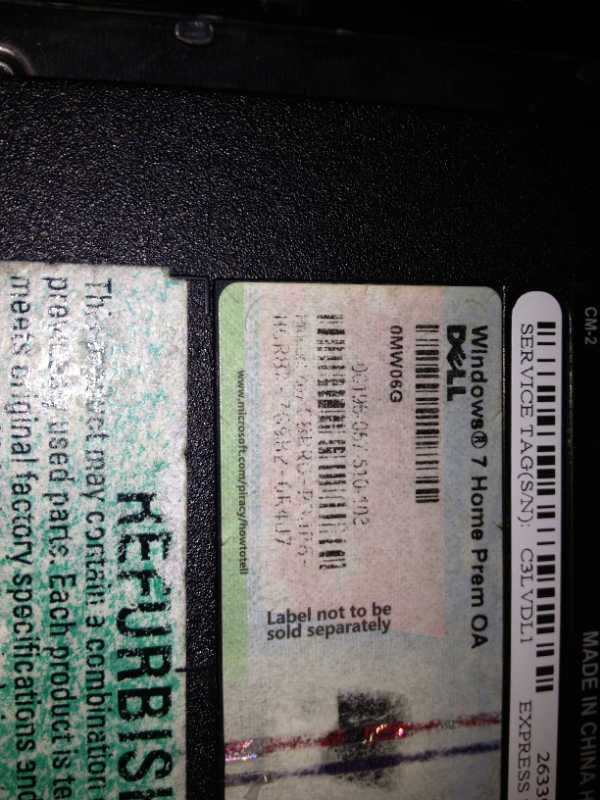 CM-2 MADE IN CHINA
2633
SERVICE TAG(S/N): C3LVDL1 EXPRESS
Windows® 7 Home Prem OA
DELL
0MW06G
Label not to be
sold separately
www.microsoft.com/piracy/howtotell
REFURBIS
product may contain a combination
used parts. Each product is te
meets original factory specifications and